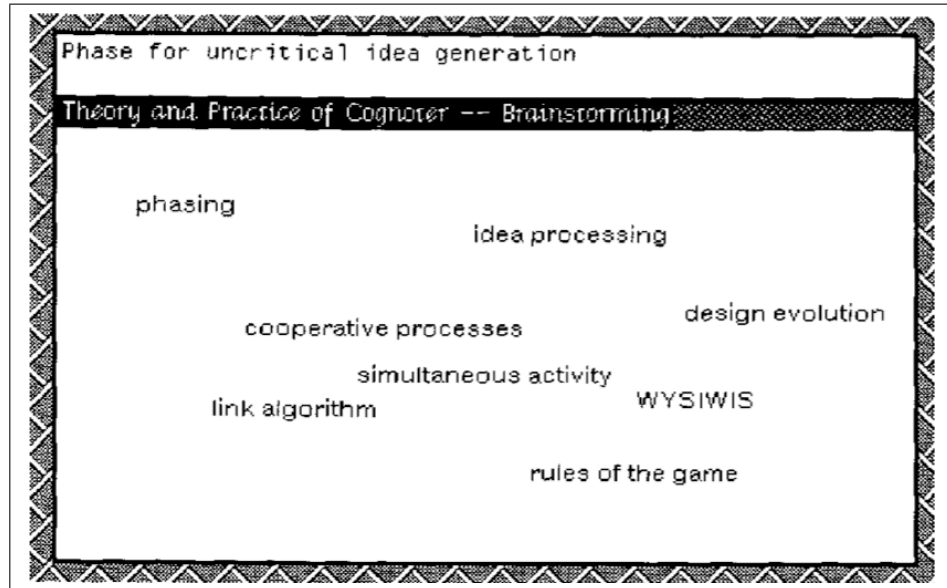 Phase for uncritical idea generation
Theory and Practice of Cognoter -- Brainstorming
phasing
idea processing
design evolution
cooperative processes
simultaneous activity
WYSIWIS
link algorithm
rules of the game